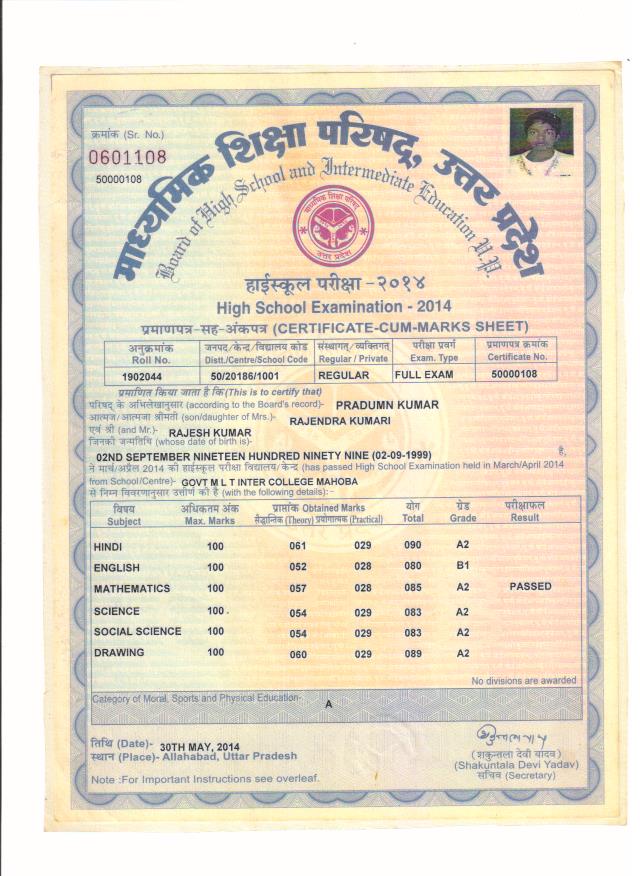 क्रमांक (Sr. No.)
0601108
50000108
माध्यमिक शिक्षा परिषद्, उत्तर प्रदेश
Board of High School and Intermediate Education U.P.
माध्यमिक शिक्षा परिषद्
उत्तर प्रदेश
हाईस्कूल परीक्षा - २०१४
High School Examination - 2014
प्रमाणपत्र-सह-अंकपत्र (CERTIFICATE-CUM-MARKS SHEET)
अनुक्रमांक जनपद/केन्द्र/विद्यालय कोड संस्थागत/व्यक्तिगत परीक्षा प्रवर्ग प्रमाणपत्र क्रमांक
Roll No. Distt./Centre/School Code Regular / Private Exam. Type Certificate No.
1902044 50/20186/1001 REGULAR FULL EXAM 50000108
प्रमाणित किया जाता है कि(This is to certify that)
परिषद् के अभिलेखानुसार (according to the Board's record)- PRADUMN KUMAR
आत्मज/आत्मजा श्रीमती (son/daughter of Mrs.)- RAJENDRA KUMARI
एवं श्री (and Mr.)- RAJESH KUMAR
जिनकी जन्मतिथि (whose date of birth is)-
02ND SEPTEMBER NINETEEN HUNDRED NINETY NINE (02-09-1999) है,
ने मार्च/अप्रैल 2014 की हाईस्कूल परीक्षा विद्यालय/केन्द्र (has passed High School Examination held in March/April 2014
from School/Centre)- GOVT M L T INTER COLLEGE MAHOBA
से निम्न विवरणानुसार उत्तीर्ण की है (with the following details):-
विषय अधिकतम अंक प्राप्तांक Obtained Marks योग ग्रेड परीक्षाफल
Subject Max. Marks सैद्धान्तिक (Theory) प्रयोगात्मक (Practical) Total Grade Result
HINDI 100 061 029 090 A2
ENGLISH 100 052 028 080 B1
MATHEMATICS 100 057 028 085 A2 PASSED
SCIENCE 100 054 029 083 A2
SOCIAL SCIENCE 100 054 029 083 A2
DRAWING 100 060 029 089 A2
No divisions are awarded
Category of Moral, Sports and Physical Education- A
तिथि (Date)- 30TH MAY, 2014
स्थान (Place)- Allahabad, Uttar Pradesh
(शकुन्तला देवी यादव)
(Shakuntala Devi Yadav)
सचिव (Secretary)
Note :For Important Instructions see overleaf.